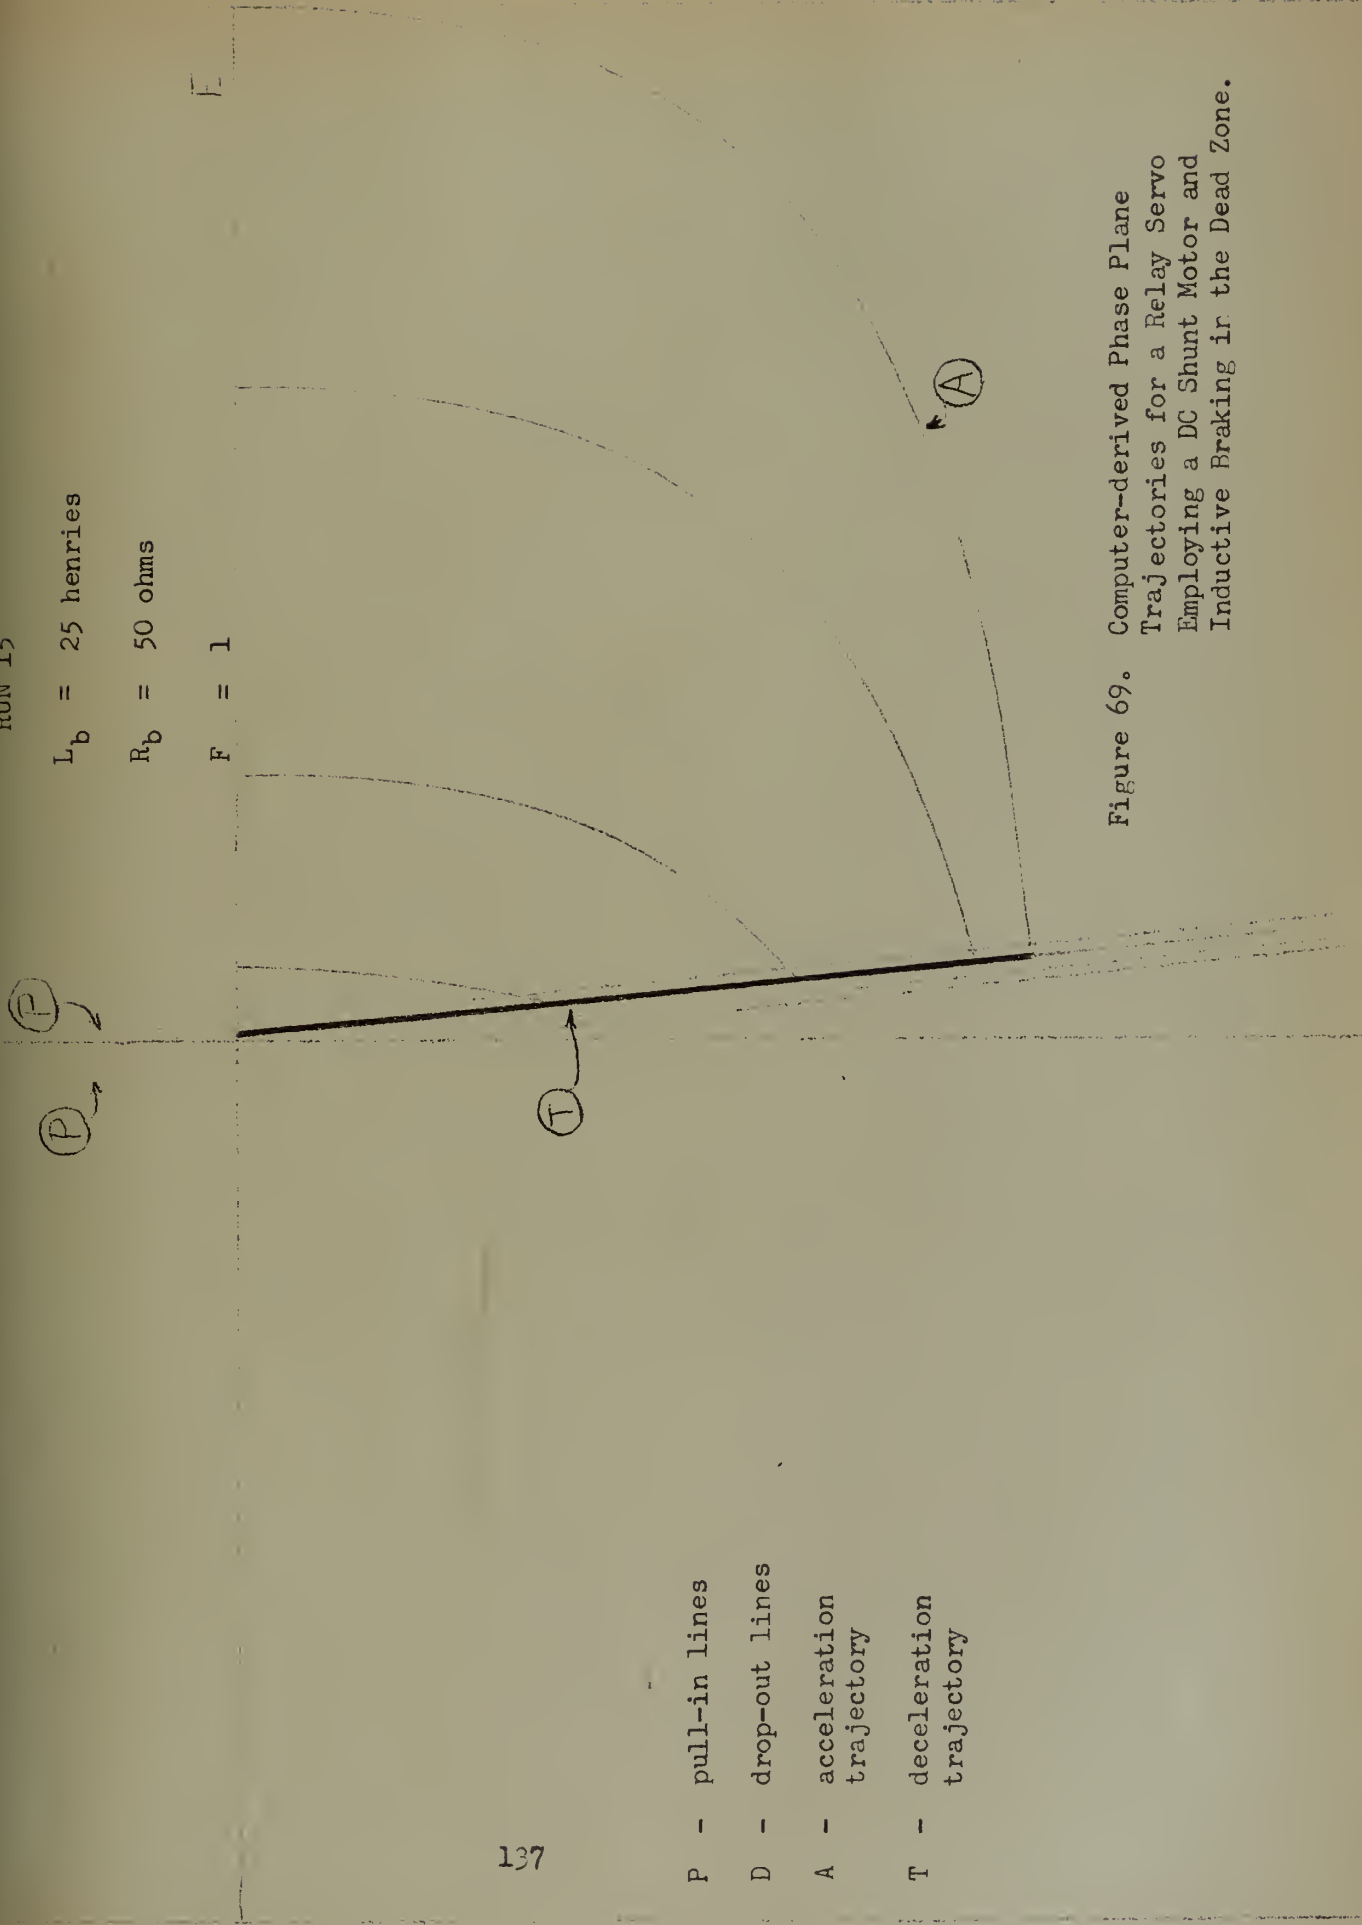 RUN 15
L_b = 25 henries
R_b = 50 ohms
F = 1
E
P
P
T
A
P - pull-in lines
D - drop-out lines
A - acceleration
trajectory
T - deceleration
trajectory
Figure 69. Computer-derived Phase Plane
Trajectories for a Relay Servo
Employing a DC Shunt Motor and
Inductive Braking in the Dead Zone.
137